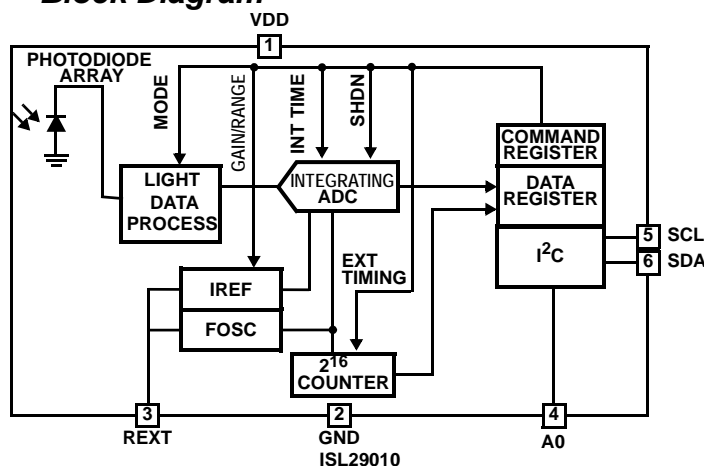 Block Diagram
VDD
1
PHOTODIODE
ARRAY
MODE
GAIN/RANGE
INT TIME
SHDN
COMMAND
REGISTER
LIGHT
DATA
PROCESS
INTEGRATING
ADC
DATA
REGISTER
5 SCL
I2C
6 SDA
EXT
TIMING
IREF
FOSC
216
COUNTER
3
2
4
REXT
GND
A0
ISL29010